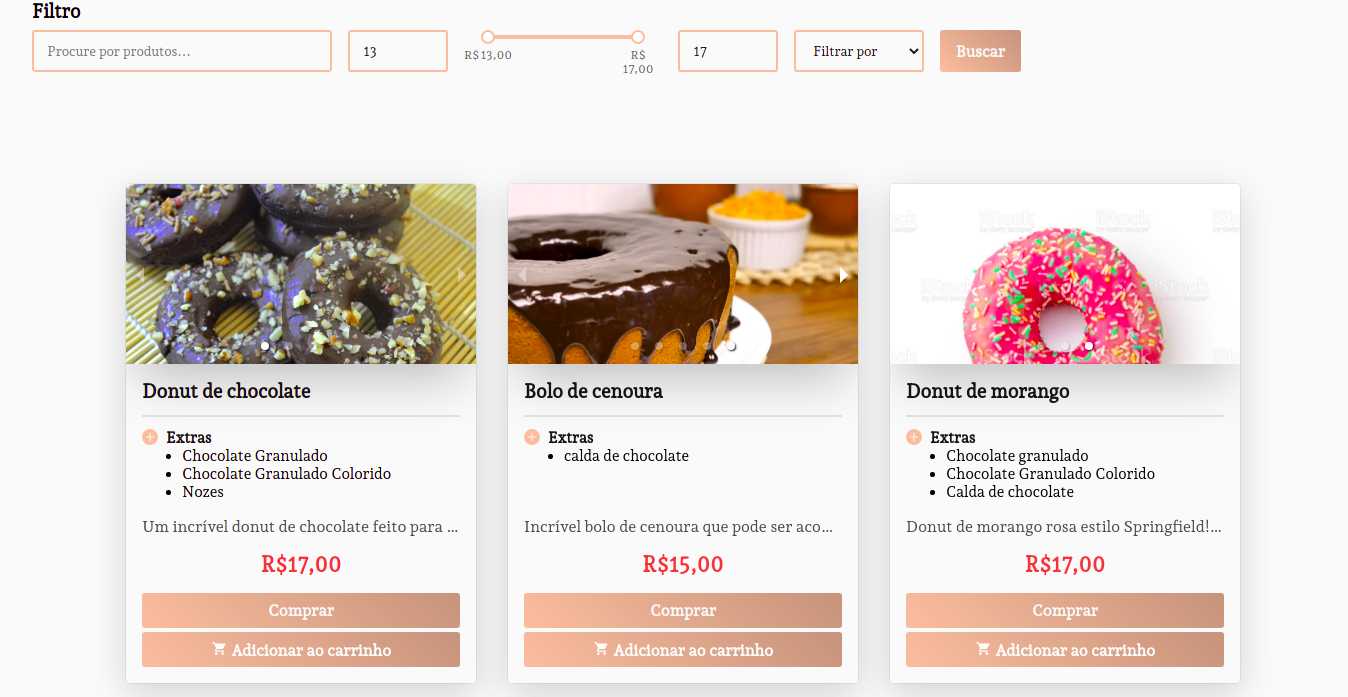 Filtro
Procure por produtos...
13
R$13,00
R$
17,00
17
Filtrar por
Buscar
iStock
by Getty Images
Donut de chocolate
Extras
Chocolate Granulado
Chocolate Granulado Colorido
Nozes
Um incrível donut de chocolate feito para ...
R$17,00
Comprar
Adicionar ao carrinho
Bolo de cenoura
Extras
calda de chocolate
Incrível bolo de cenoura que pode ser aco...
R$15,00
Comprar
Adicionar ao carrinho
Donut de morango
Extras
Chocolate granulado
Chocolate Granulado Colorido
Calda de chocolate
Donut de morango rosa estilo Springfield!...
R$17,00
Comprar
Adicionar ao carrinho